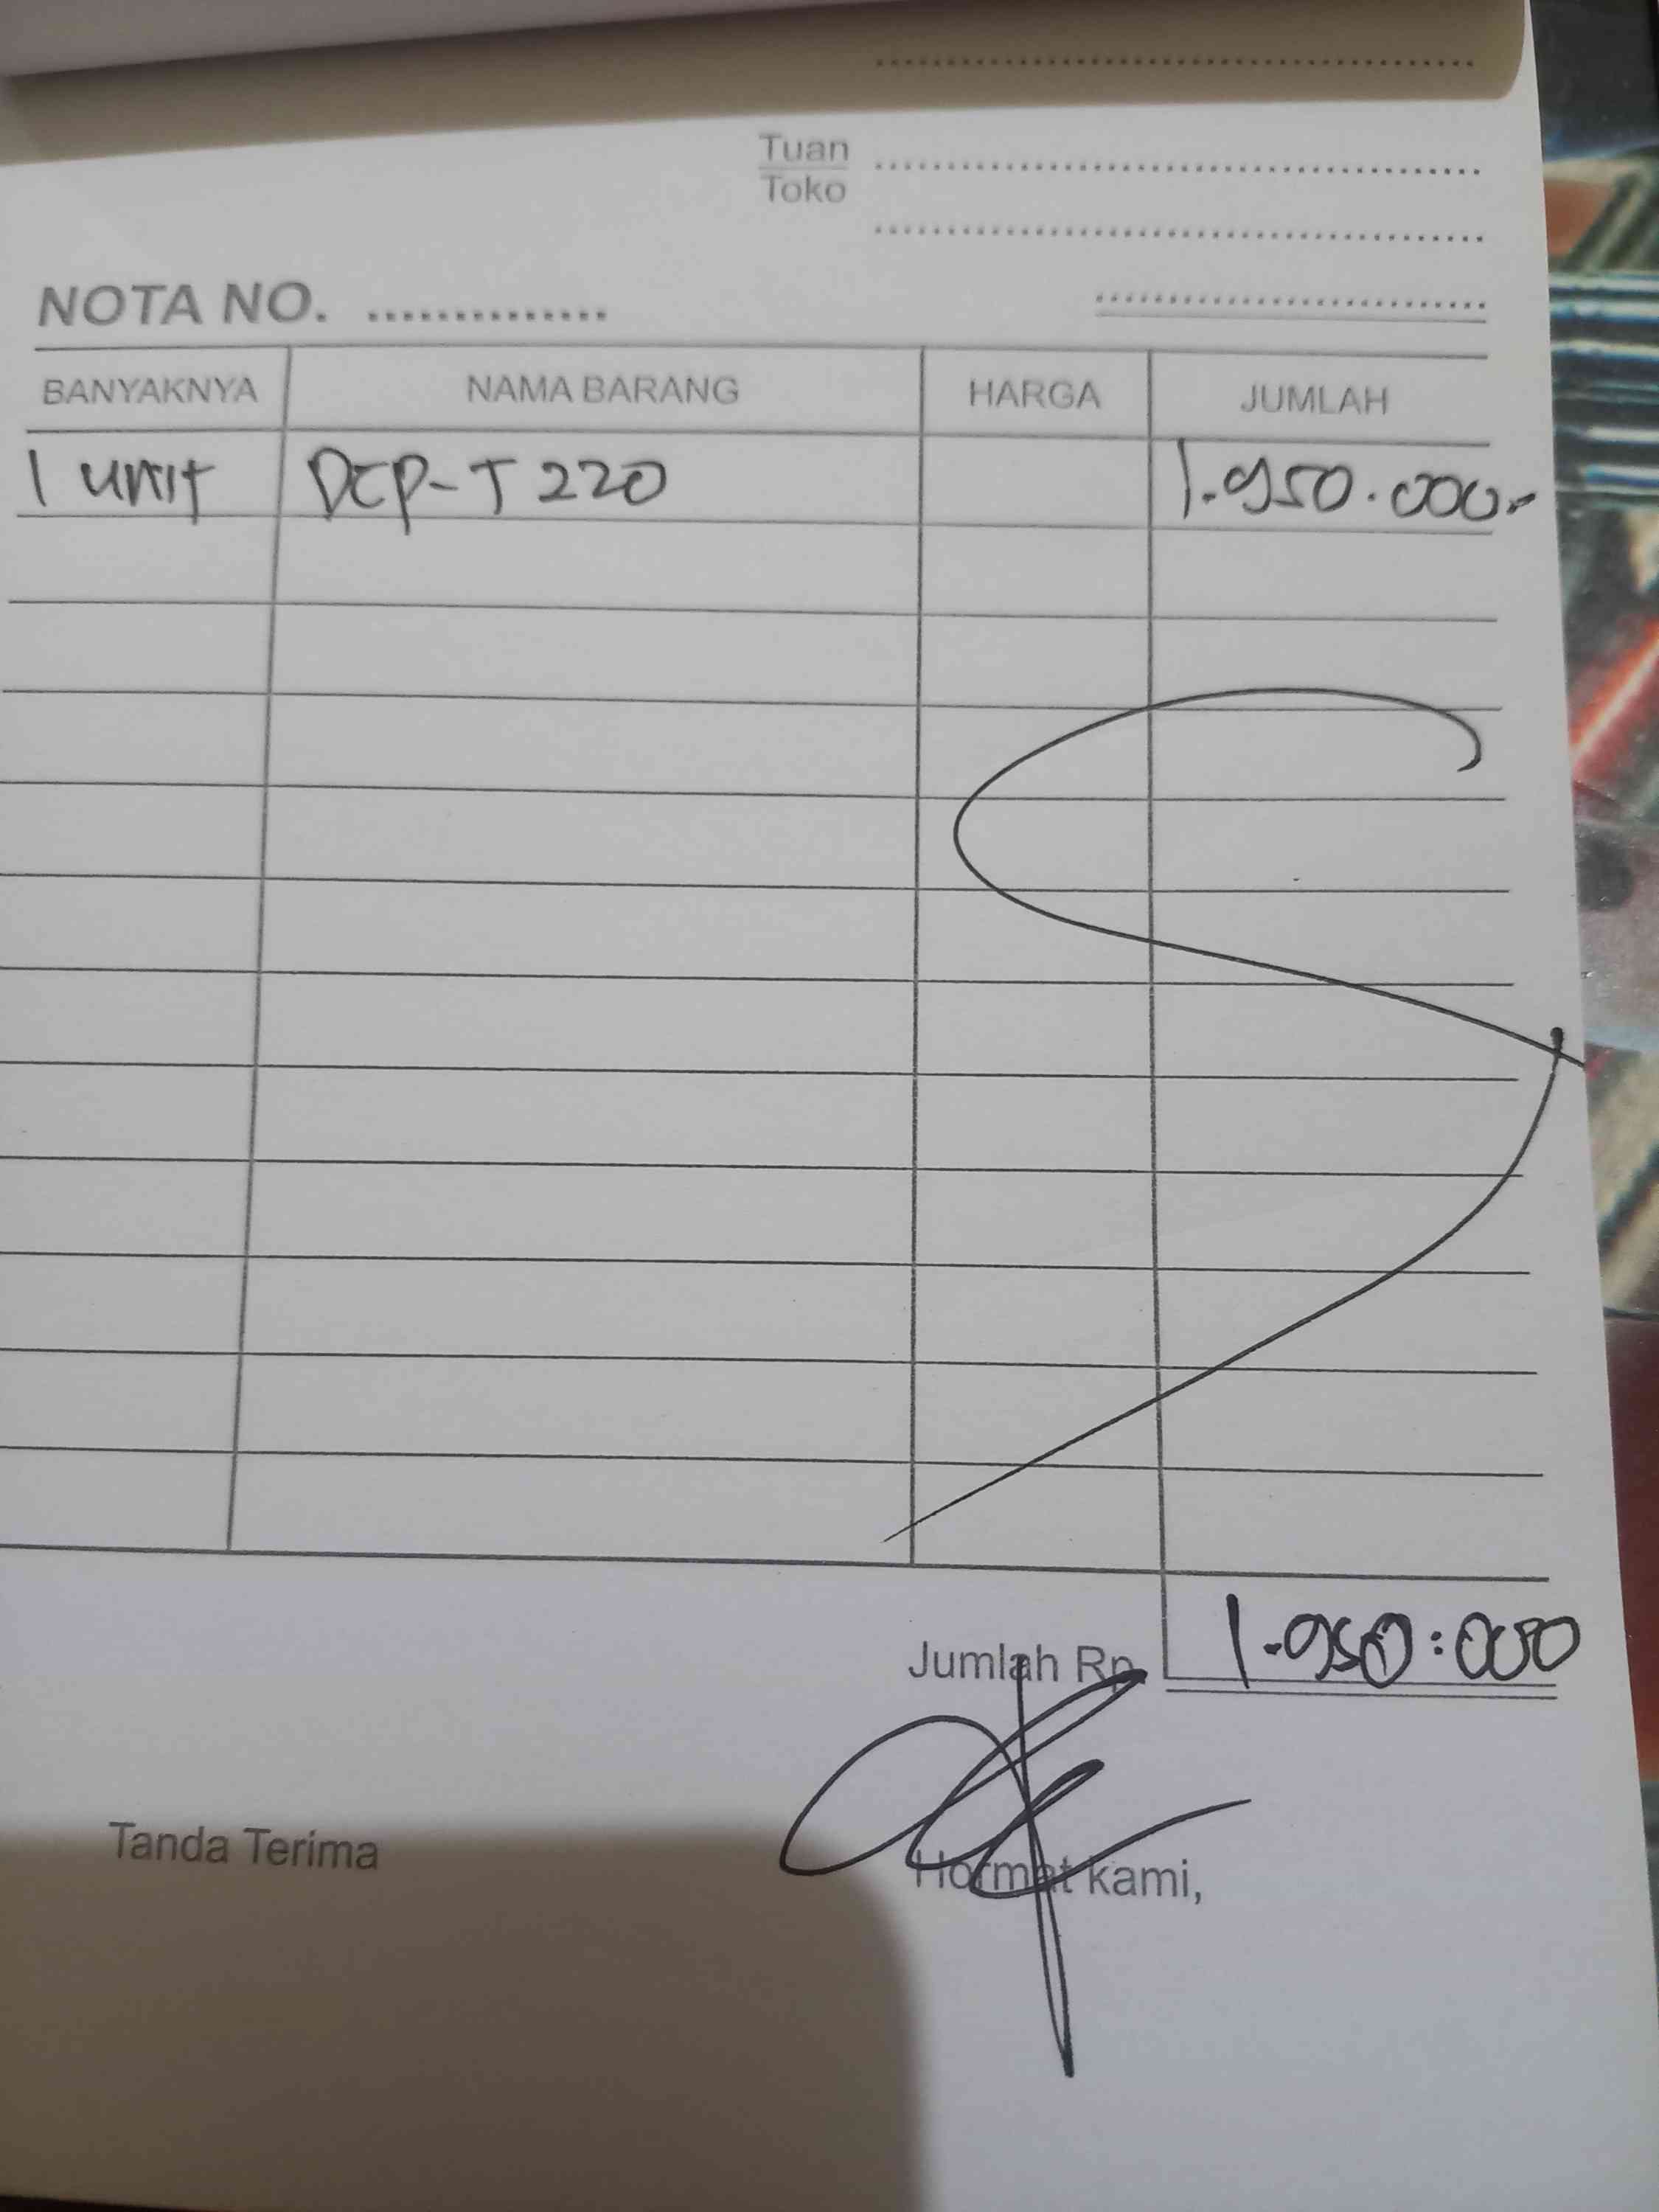 Tuan
Toko
NOTA NO.
BANYAKNYA NAMA BARANG HARGA JUMLAH
1 unit DCP-T220 1.950.000.-
Jumlah Rp 1.950.000
Tanda Terima Hormat kami,